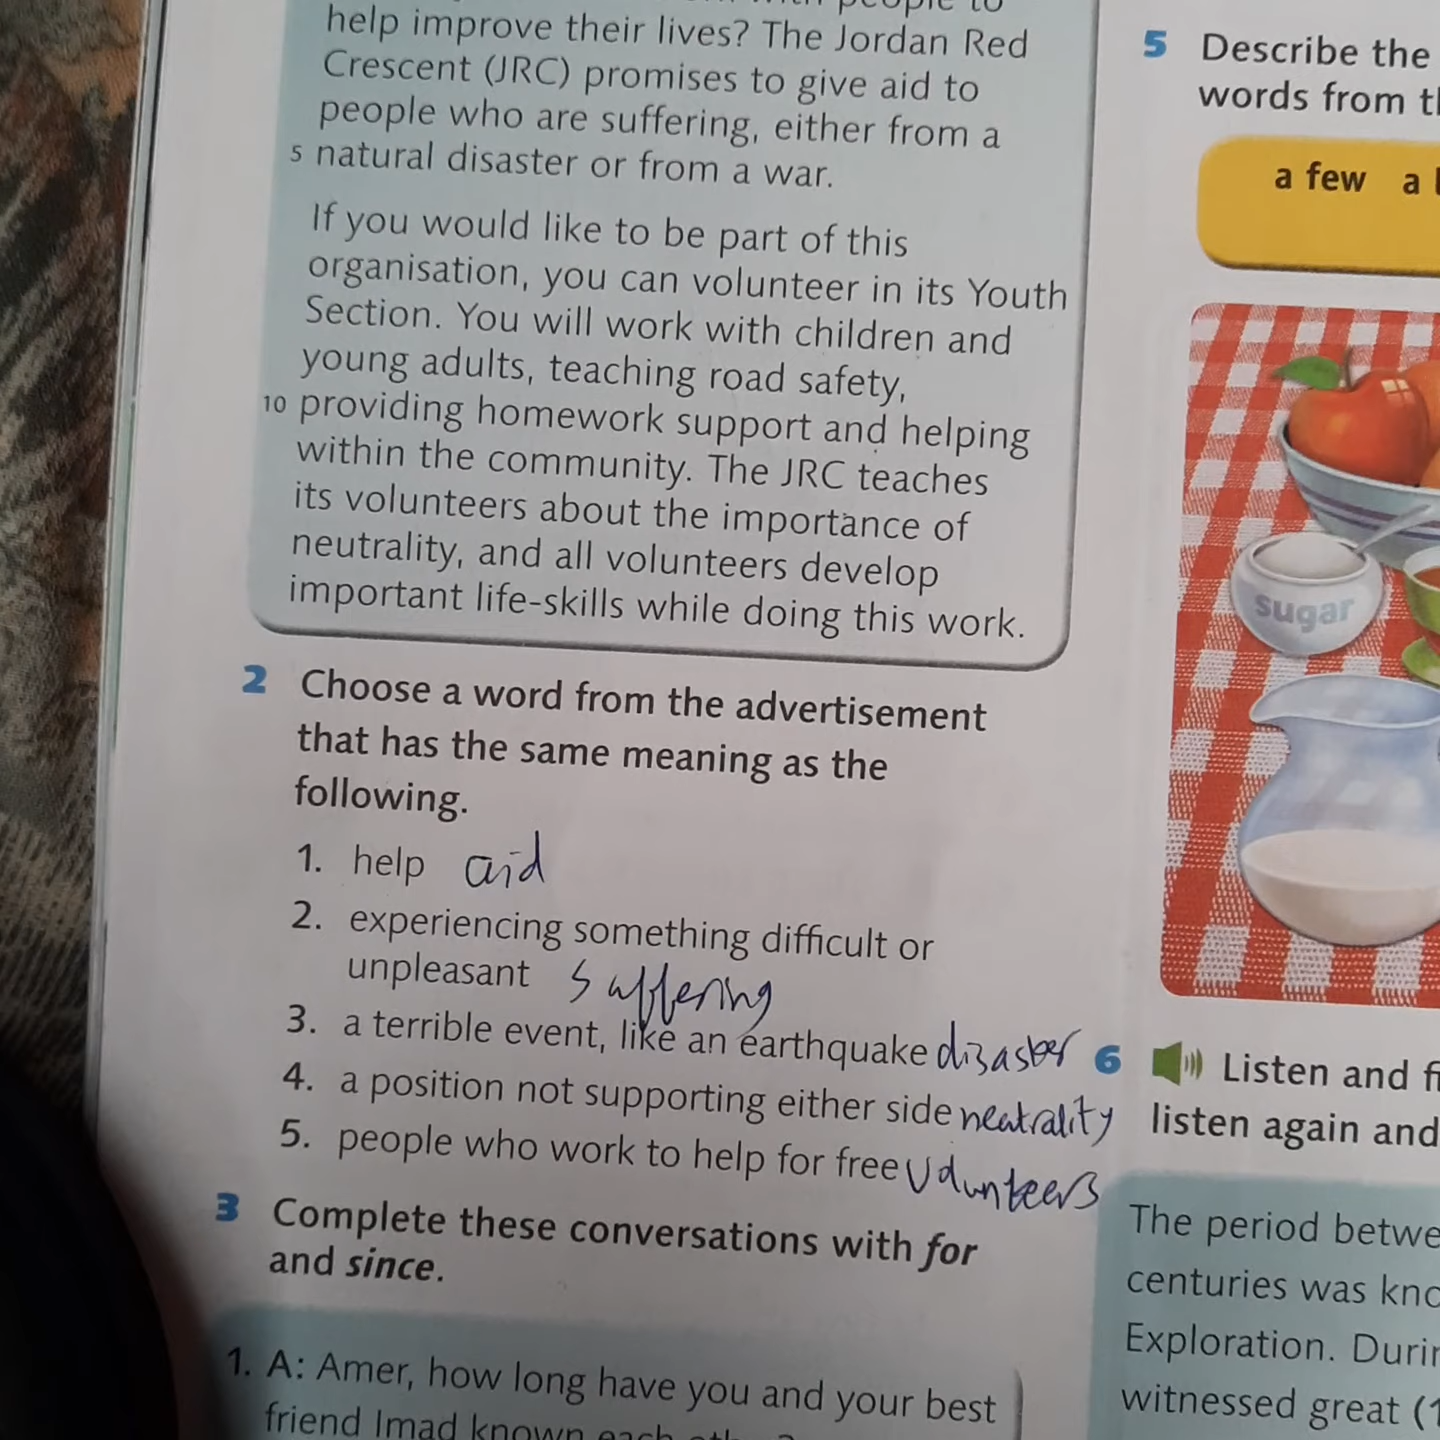 people to
help improve their lives? The Jordan Red
Crescent (JRC) promises to give aid to
people who are suffering, either from a
5 natural disaster or from a war.
If you would like to be part of this
organisation, you can volunteer in its Youth
Section. You will work with children and
young adults, teaching road safety,
10 providing homework support and helping
within the community. The JRC teaches
its volunteers about the importance of
neutrality, and all volunteers develop
important life-skills while doing this work.
2 Choose a word from the advertisement
that has the same meaning as the
following.
1. help aid
2. experiencing something difficult or
unpleasant suffering
3. a terrible event, like an earthquake disaster
4. a position not supporting either side neutrality
5. people who work to help for free volunteers
3 Complete these conversations with for
and since.
1. A: Amer, how long have you and your best
friend Imad known
5 Describe the
words from
a few a
sugar
6 Listen and
listen again and
The period
centuries was
Exploration.
witnessed great (1